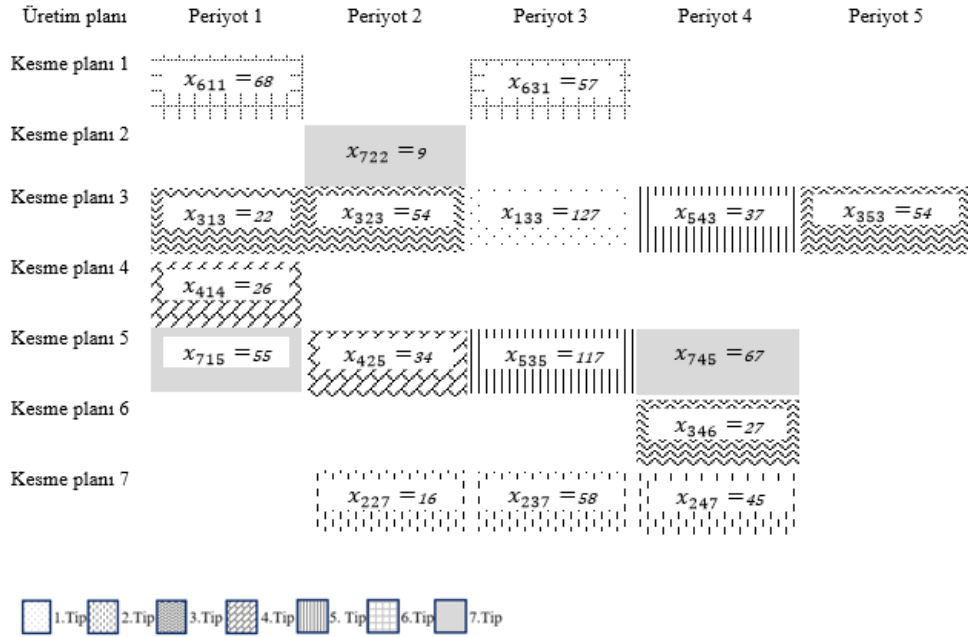 Üretim planı Periyot 1 Periyot 2 Periyot 3 Periyot 4 Periyot 5
Kesme planı 1 x₆₁₁ =68 x₆₃₁ =57
Kesme planı 2 x₇₂₂ =9
Kesme planı 3 x₃₁₃ =22 x₃₂₃ =54 x₁₃₃ =127 x₅₄₃ =37 x₃₅₃ =54
Kesme planı 4 x₄₁₄ =26
Kesme planı 5 x₇₁₅ =55 x₄₂₅ =34 x₅₃₅ =117 x₇₄₅ =67
Kesme planı 6 x₃₄₆ =27
Kesme planı 7 x₂₂₇ =16 x₂₃₇ =58 x₂₄₇ =45
1.Tip 2.Tip 3.Tip 4.Tip 5. Tip 6.Tip 7.Tip